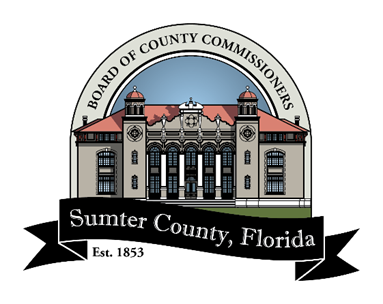 BOARD OF COUNTY COMMISSIONERS
Sumter County, Florida
Est. 1853